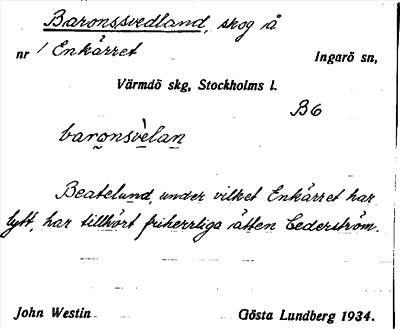 Baronssvedland, skog å
nr 1 Enkärret Ingarö sn,
Värmdö skg, Stockholms l.
B6
baronsvèlan
Beatelund, under vilket Enkärret har
lytt, har tillhört friherrliga ätten Cederström.
John Westin Gösta Lundberg 1934.